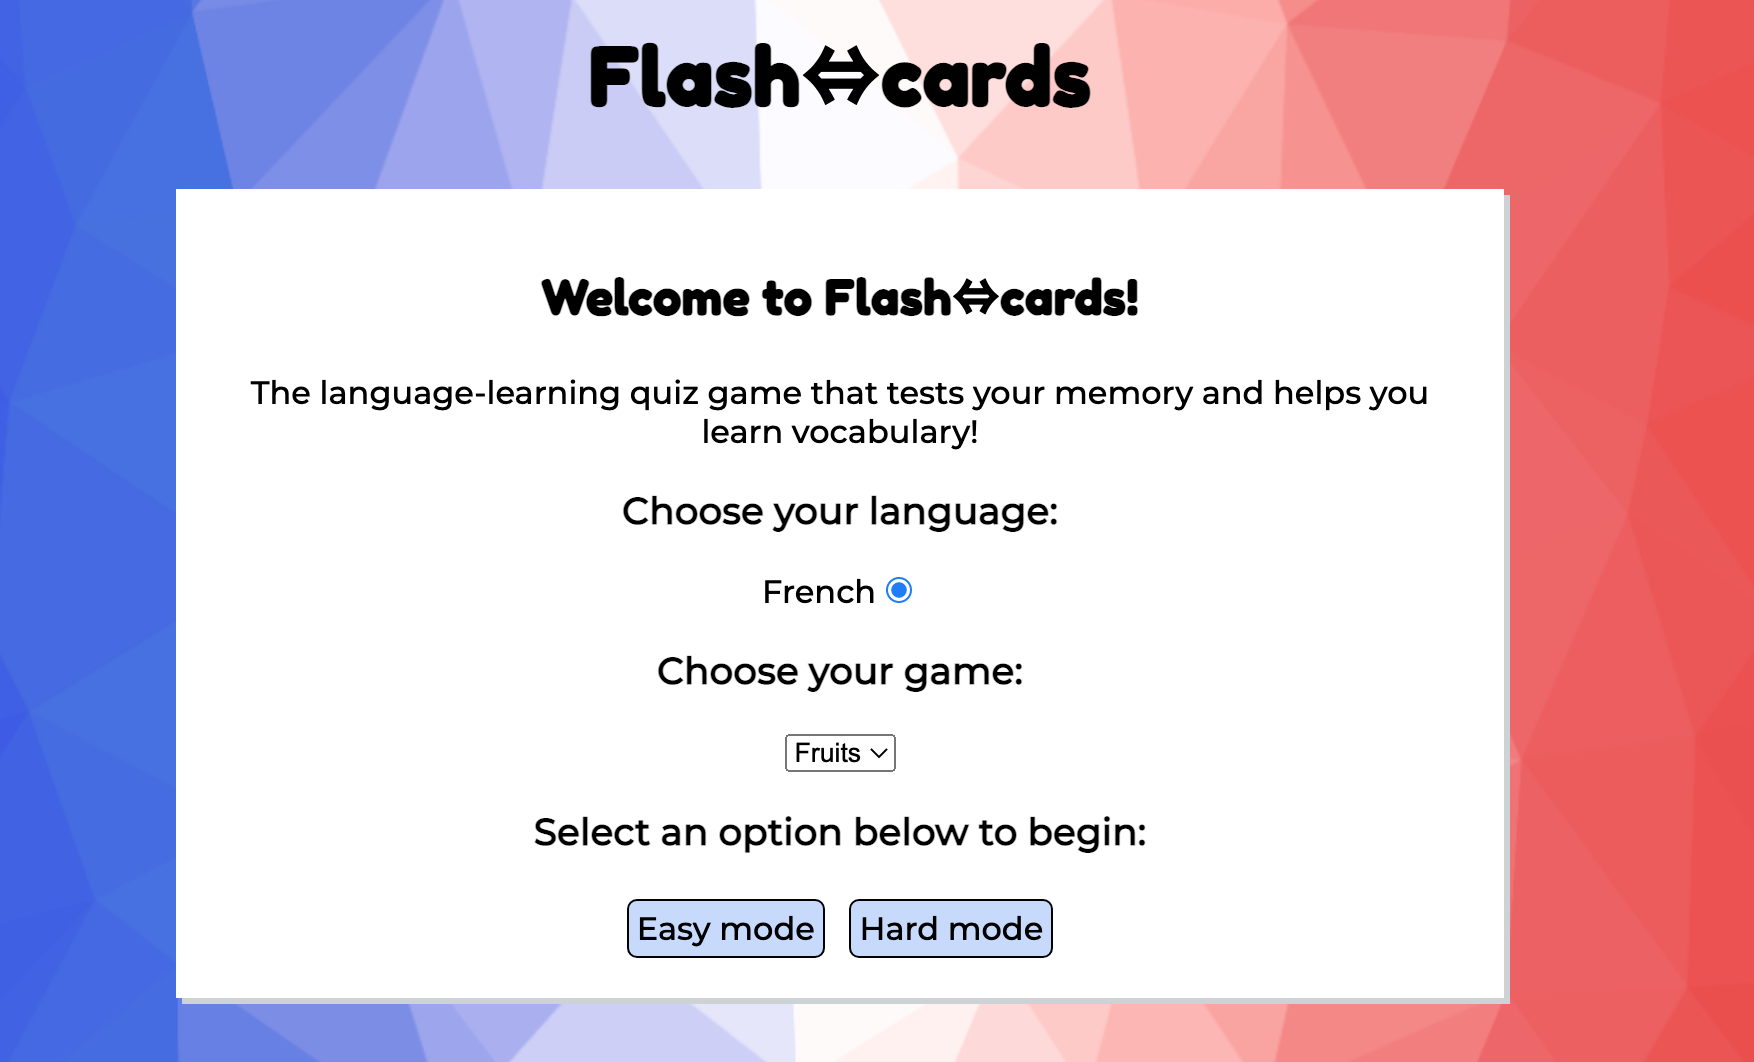 Flash⇔cards
Welcome to Flash⇔cards!
The language-learning quiz game that tests your memory and helps you
learn vocabulary!
Choose your language:
French
Choose your game:
Fruits
Select an option below to begin:
Easy mode Hard mode